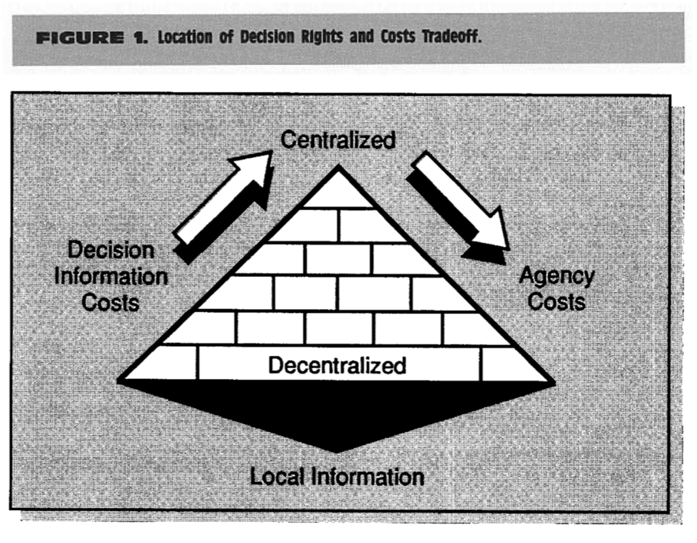 FIGURE 1. Location of Decision Rights and Costs Tradeoff.
Centralized
Decision
Information
Costs
Agency
Costs
Decentralized
Local Information